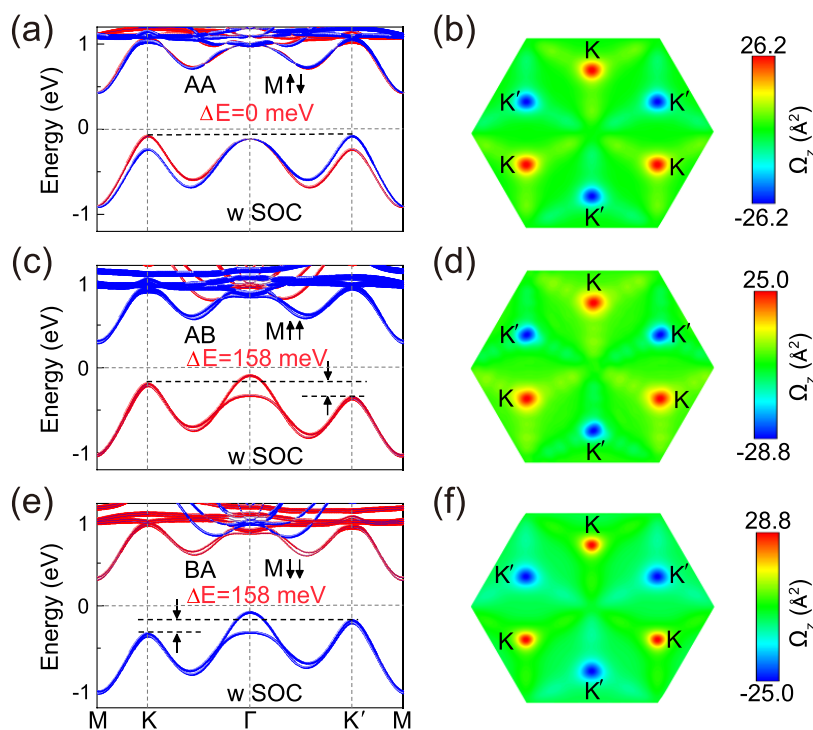 (a)
Energy (eV)
1
0
-1
AA
M↑↓
ΔE=0 meV
w SOC
(b)
K
K′
K′
K
K
K′
26.2
Ωz (Å²)
-26.2
(c)
Energy (eV)
1
0
-1
AB
M↑↑
ΔE=158 meV
w SOC
(d)
K
K′
K′
K
K
K′
25.0
Ωz (Å²)
-28.8
(e)
Energy (eV)
1
0
-1
BA
M↓↓
ΔE=158 meV
w SOC
M K Γ K′ M
(f)
K
K′
K′
K
K
K′
28.8
Ωz (Å²)
-25.0